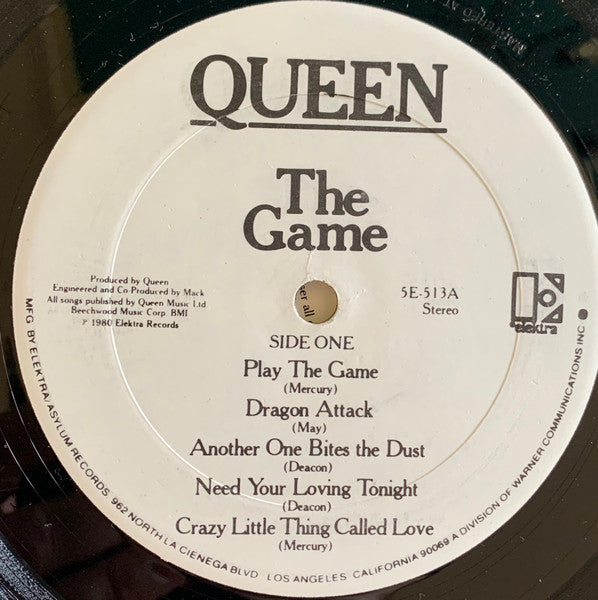 QUEEN
The
Game
Produced by Queen
Engineered and Co-Produced by Mack
All songs published by Queen Music Ltd.
Beechwood Music Corp. BMI
℗ 1980 Elektra Records
5E-513A
Stereo
elektra
ser all
SIDE ONE
Play The Game
(Mercury)
Dragon Attack
(May)
Another One Bites the Dust
(Deacon)
Need Your Loving Tonight
(Deacon)
Crazy Little Thing Called Love
(Mercury)
MFG BY ELEKTRA/ASYLUM RECORDS 962 NORTH LA CIENEGA BLVD LOS ANGELES CALIFORNIA 90069 A DIVISION OF WARNER COMMUNICATIONS INC ●